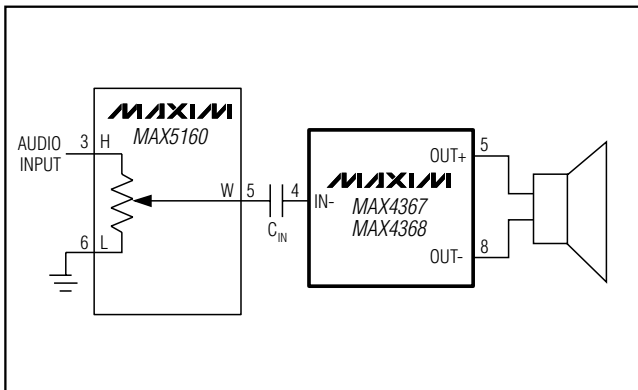 MAXIM
MAX5160
AUDIO
INPUT
3
H
W
5
6
L
C_IN
4
IN-
MAXIM
MAX4367
MAX4368
OUT+
5
OUT-
8